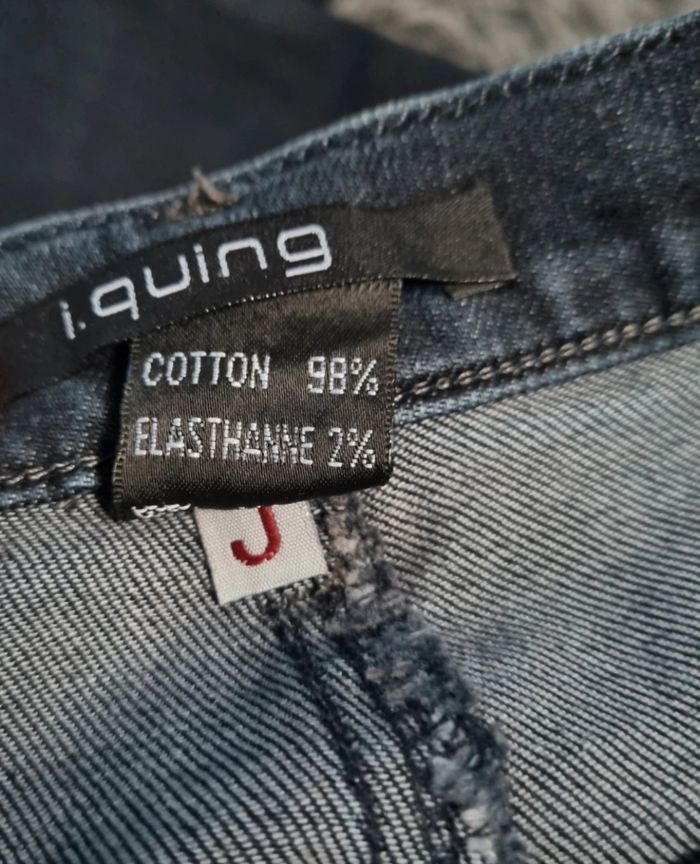 i.quing
COTTON 98%
ELASTHANNE 2%
J